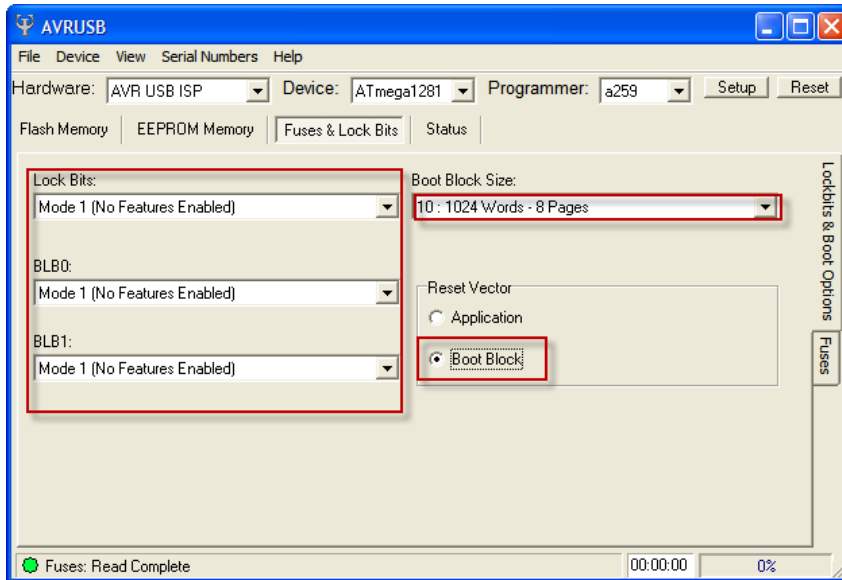 AVRUSB
File Device View Serial Numbers Help
Hardware: AVR USB ISP Device: ATmega1281 Programmer: a259 Setup Reset
Flash Memory EEPROM Memory Fuses & Lock Bits Status
Lock Bits:
Mode 1 (No Features Enabled)
BLB0:
Mode 1 (No Features Enabled)
BLB1:
Mode 1 (No Features Enabled)
Boot Block Size:
10 : 1024 Words - 8 Pages
Reset Vector
Application
Boot Block
Lockbits & Boot Options
Fuses
Fuses: Read Complete 00:00:00 0%